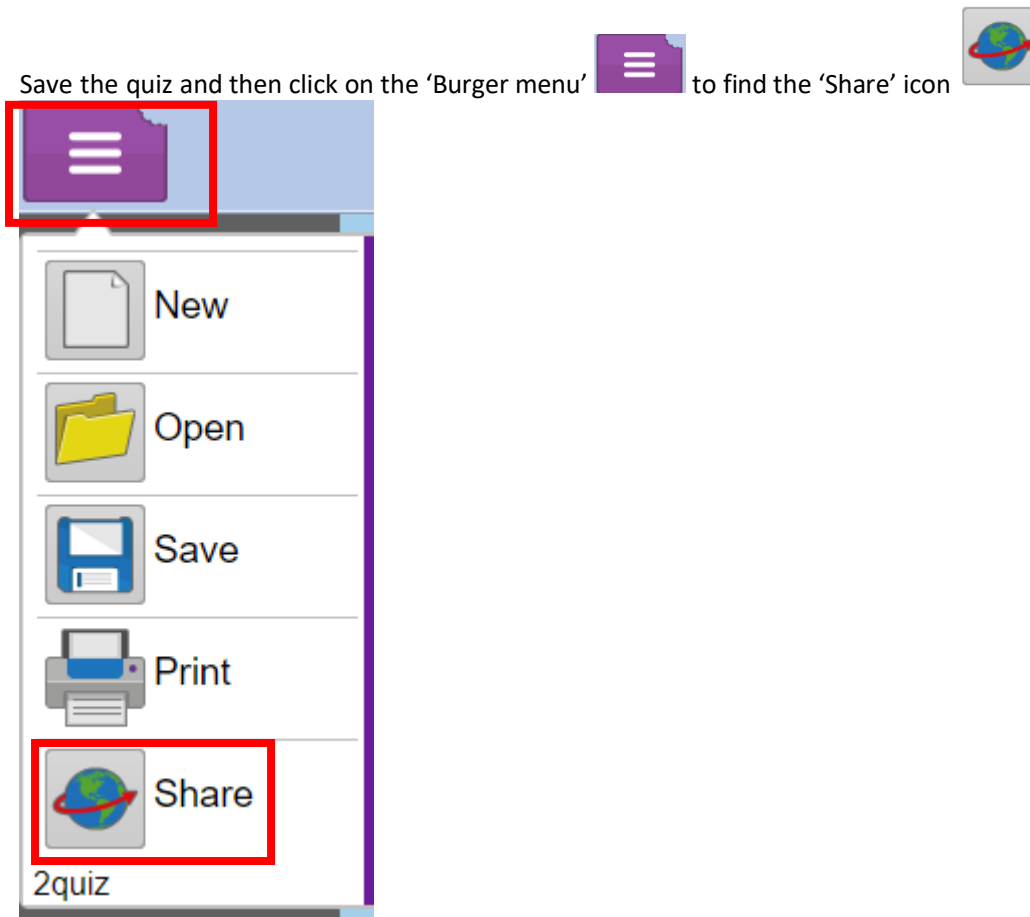 Save the quiz and then click on the ‘Burger menu’ to find the ‘Share’ icon
New
Open
Save
Print
Share
2quiz